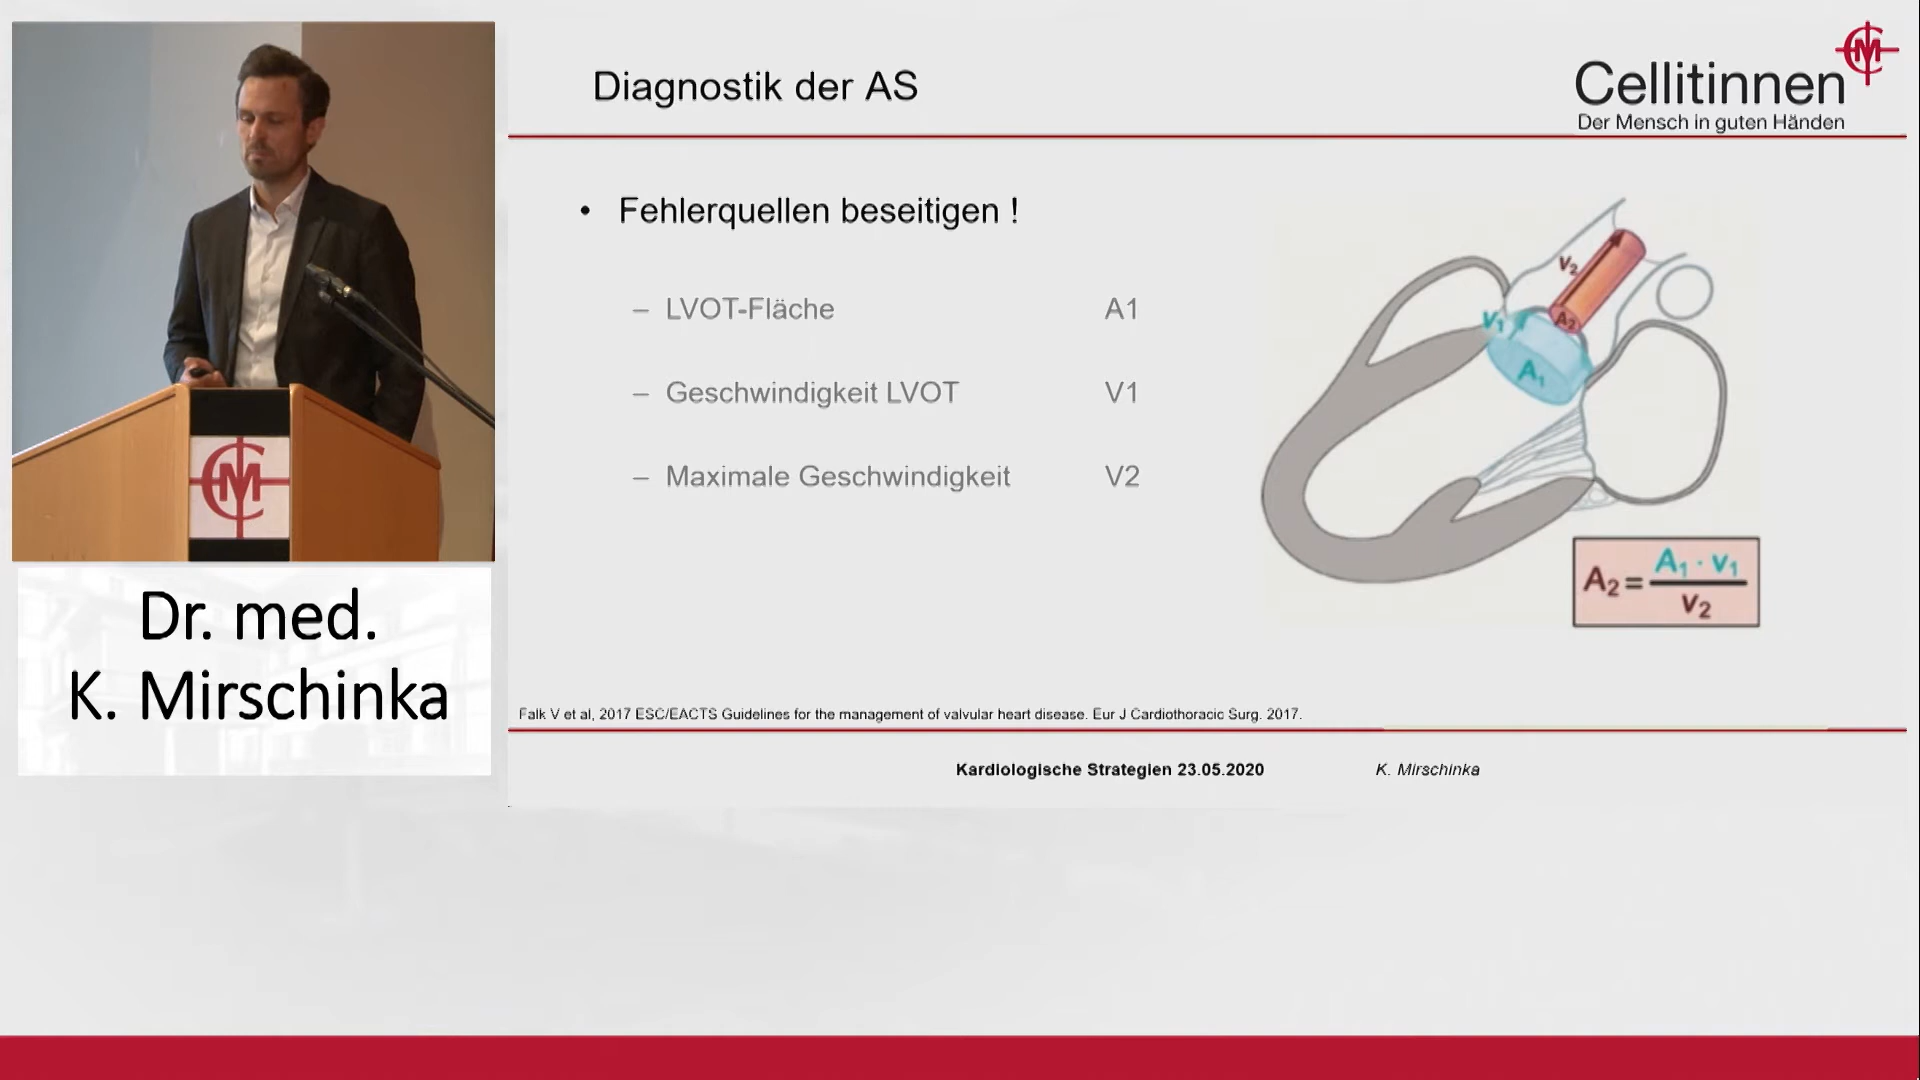 Diagnostik der AS
Cellitinnen
Der Mensch in guten Händen
• Fehlerquellen beseitigen !
– LVOT-Fläche A1
– Geschwindigkeit LVOT V1
– Maximale Geschwindigkeit V2
V₂
A₂
V₁
A₁
A₂ = A₁ · V₁
V₂
Falk V et al, 2017 ESC/EACTS Guidelines for the management of valvular heart disease. Eur J Cardiothoracic Surg. 2017.
Kardiologische Strategien 23.05.2020 K. Mirschinka
Dr. med.
K. Mirschinka